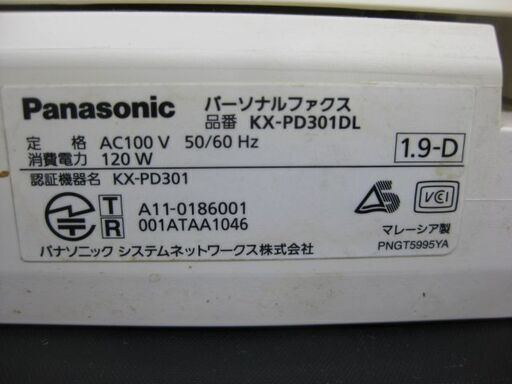 Panasonic パーソナルファクス
品番 KX-PD301DL
定 格 AC100 V 50/60 Hz
消費電力 120 W
1.9-D
認証機器名 KX-PD301
T A11-0186001
R 001ATAA1046
VCI
マレーシア製
パナソニック システムネットワークス株式会社
PNGT5995YA